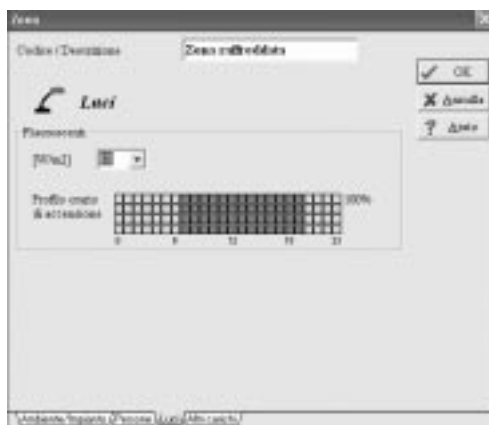 Zona
Codice / Descrizione Zona raffreddata
OK
Annulla
Aiuto
Luci
Fluorescenti
[W/m2]
Profilo orario 100%
di accensione
0 6 12 18 23
Ambiente/Impianto Persone Luci Altri carichi